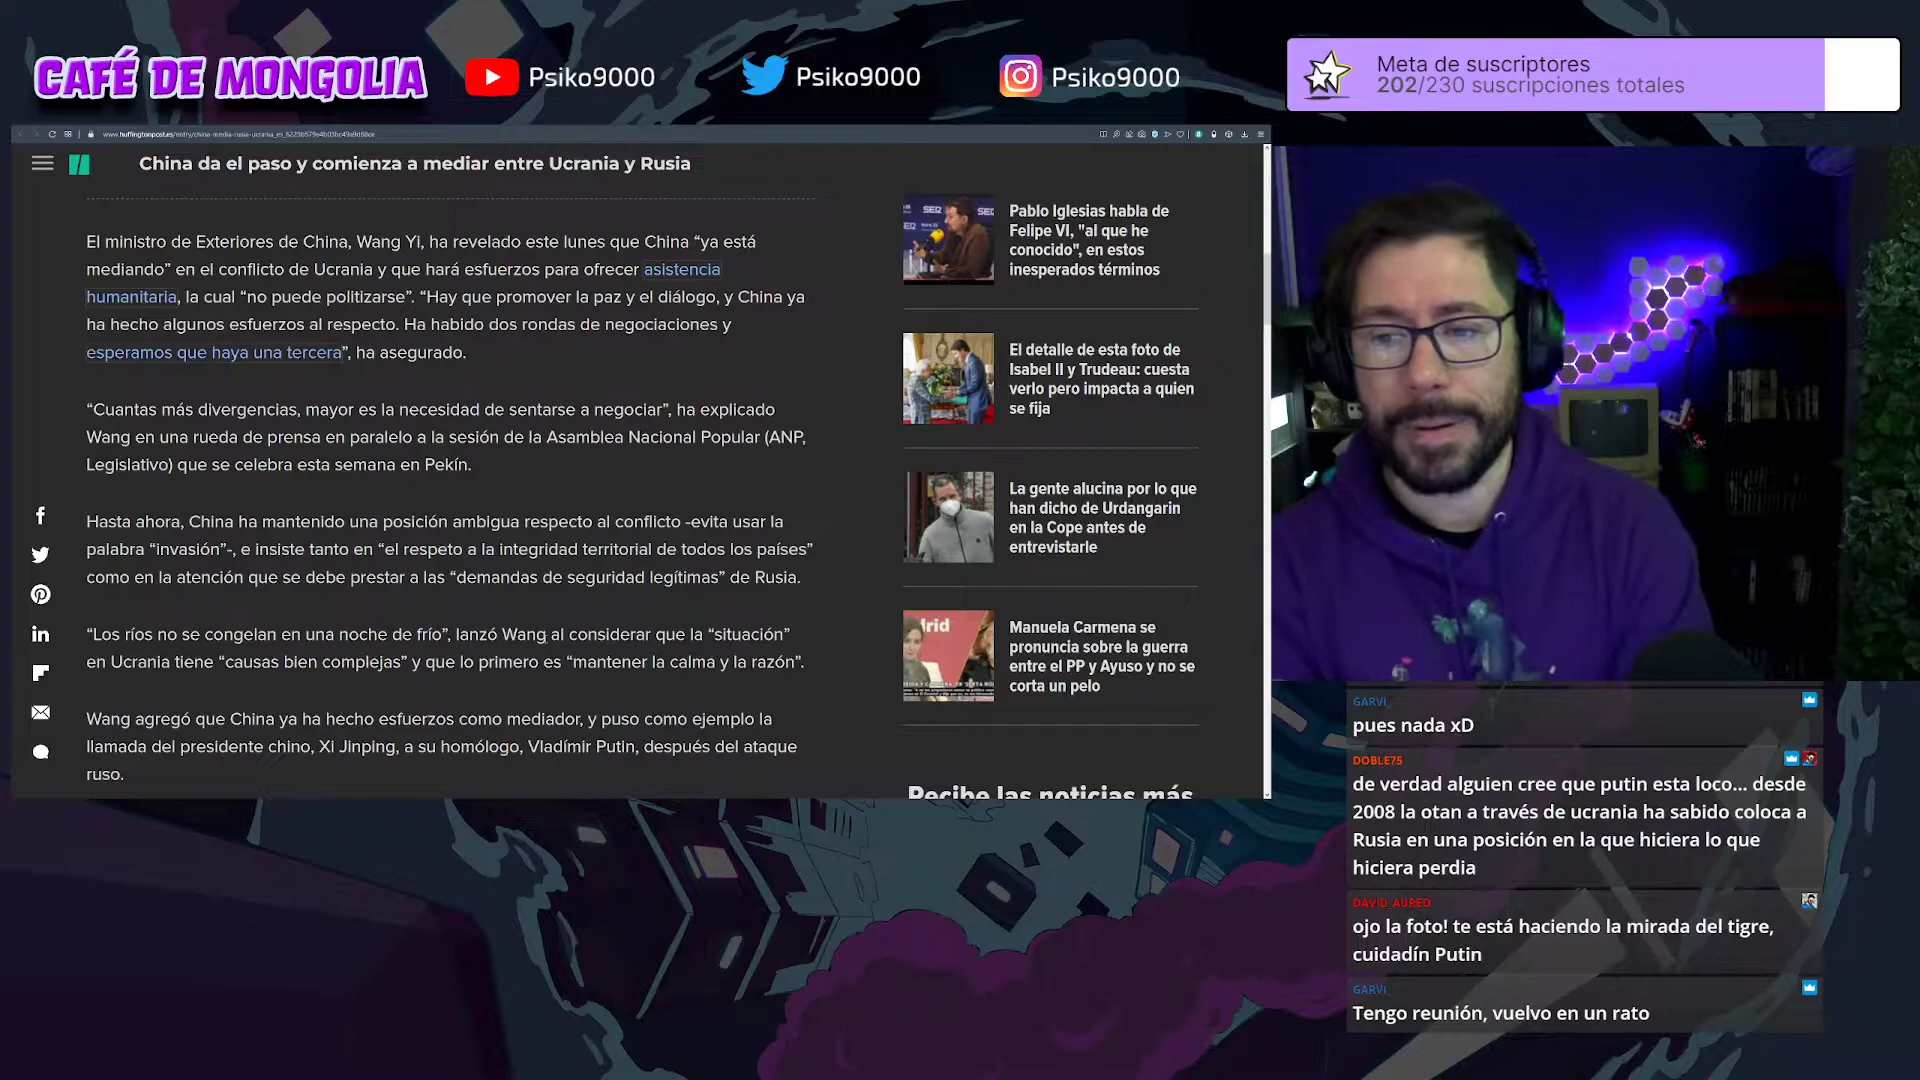 CAFÉ DE MONGOLIA
Psiko9000
Psiko9000
Psiko9000
Meta de suscriptores
202/230 suscripciones totales
China da el paso y comienza a mediar entre Ucrania y Rusia
El ministro de Exteriores de China, Wang Yi, ha revelado este lunes que China “ya está
mediando” en el conflicto de Ucrania y que hará esfuerzos para ofrecer asistencia
humanitaria, la cual “no puede politizarse”. “Hay que promover la paz y el diálogo, y China ya
ha hecho algunos esfuerzos al respecto. Ha habido dos rondas de negociaciones y
esperamos que haya una tercera”, ha asegurado.
“Cuantas más divergencias, mayor es la necesidad de sentarse a negociar”, ha explicado
Wang en una rueda de prensa en paralelo a la sesión de la Asamblea Nacional Popular (ANP,
Legislativo) que se celebra esta semana en Pekín.
Hasta ahora, China ha mantenido una posición ambigua respecto al conflicto -evita usar la
palabra “invasión”-, e insiste tanto en “el respeto a la integridad territorial de todos los países”
como en la atención que se debe prestar a las “demandas de seguridad legítimas” de Rusia.
“Los ríos no se congelan en una noche de frío”, lanzó Wang al considerar que la “situación”
en Ucrania tiene “causas bien complejas” y que lo primero es “mantener la calma y la razón”.
Wang agregó que China ya ha hecho esfuerzos como mediador, y puso como ejemplo la
llamada del presidente chino, Xi Jinping, a su homólogo, Vladímir Putin, después del ataque
ruso.
Pablo Iglesias habla de
Felipe VI, "al que he
conocido", en estos
inesperados términos
El detalle de esta foto de
Isabel II y Trudeau: cuesta
verlo pero impacta a quien
se fija
La gente alucina por lo que
han dicho de Urdangarin
en la Cope antes de
entrevistarle
Manuela Carmena se
pronuncia sobre la guerra
entre el PP y Ayuso y no se
corta un pelo
Recibe las noticias más
GARVI_
pues nada xD
DOBLE75
de verdad alguien cree que putin esta loco... desde
2008 la otan a través de ucrania ha sabido coloca a
Rusia en una posición en la que hiciera lo que
hiciera perdia
DAVID_AUREO
ojo la foto! te está haciendo la mirada del tigre,
cuidadín Putin
GARVI_
Tengo reunión, vuelvo en un rato